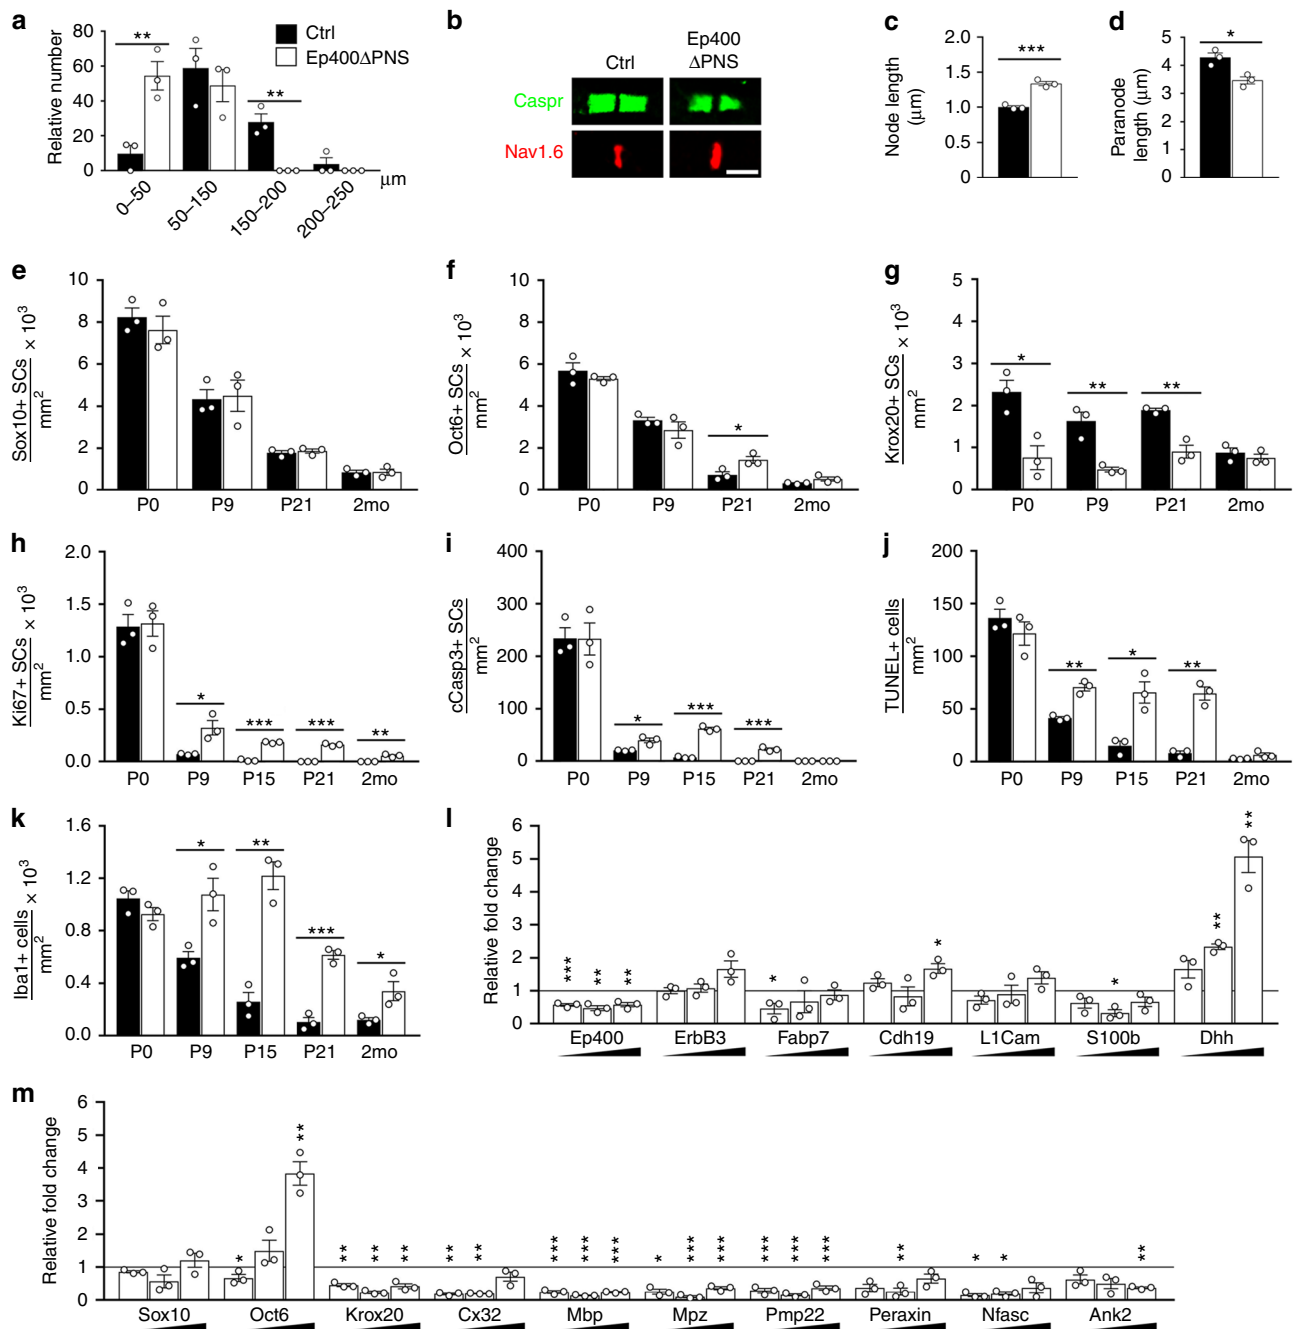 a
Relative number
80
60
40
20
0
**
**
Ctrl
Ep400ΔPNS
0–50
50–150
150–200
200–250
μm
b
Ctrl
Ep400
ΔPNS
Caspr
Nav1.6
c
Node length
(μm)
2.0
1.5
1.0
0.5
0
***
d
Paranode
length (μm)
5
4
3
2
1
0
*
e
Sox10+ SCs × 10³
mm²
10
8
6
4
2
0
P0 P9 P21 2mo
f
Oct6+ SCs × 10³
mm²
10
8
6
4
2
0
*
P0 P9 P21 2mo
g
Krox20+ SCs × 10³
mm²
5
4
3
2
1
0
* ** **
P0 P9 P21 2mo
h
Ki67+ SCs × 10³
mm²
2.0
1.5
1.0
0.5
0.0
* *** *** **
P0 P9 P15 P21 2mo
i
cCasp3+ SCs
mm²
400
300
200
100
0
* *** ***
P0 P9 P15 P21 2mo
j
TUNEL+ cells
mm²
200
150
100
50
0
** * **
P0 P9 P15 P21 2mo
k
Iba1+ cells × 10³
mm²
1.6
1.2
0.8
0.4
0.0
* ** *** *
P0 P9 P15 P21 2mo
l
Relative fold change
6
5
4
3
2
1
0
*** ** ** * * * ** **
Ep400 ErbB3 Fabp7 Cdh19 L1Cam S100b Dhh
m
Relative fold change
6
5
4
3
2
1
0
* ** ** ** ** ** ** *** *** *** * *** *** *** *** *** ** * * **
Sox10 Oct6 Krox20 Cx32 Mbp Mpz Pmp22 Peraxin Nfasc Ank2